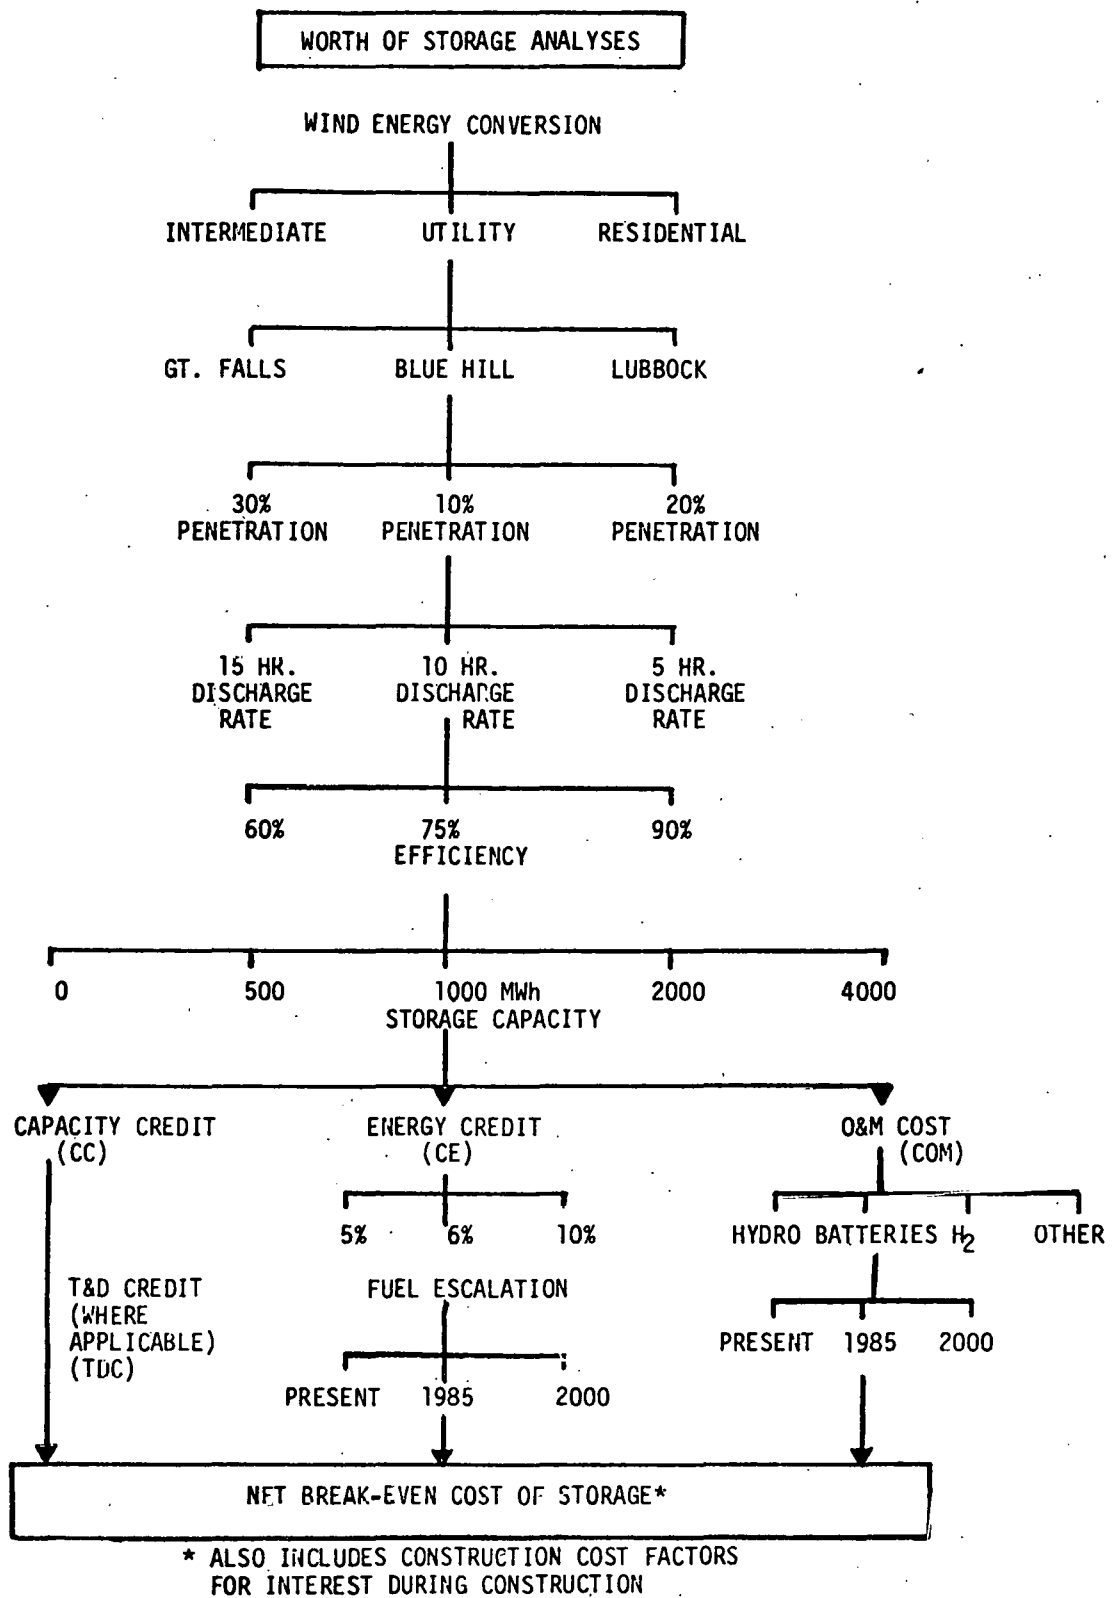 WORTH OF STORAGE ANALYSES
WIND ENERGY CONVERSION
INTERMEDIATE UTILITY RESIDENTIAL
GT. FALLS BLUE HILL LUBBOCK
30% 10% 20%
PENETRATION PENETRATION PENETRATION
15 HR. 10 HR. 5 HR.
DISCHARGE DISCHARGE DISCHARGE
RATE RATE RATE
60% 75% 90%
EFFICIENCY
0 500 1000 MWh 2000 4000
STORAGE CAPACITY
CAPACITY CREDIT ENERGY CREDIT O&M COST
(CC) (CE) (COM)
5% 6% 10% HYDRO BATTERIES H2 OTHER
T&D CREDIT FUEL ESCALATION
(WHERE
APPLICABLE) PRESENT 1985 2000
(TDC)
PRESENT 1985 2000
NET BREAK-EVEN COST OF STORAGE*
* ALSO INCLUDES CONSTRUCTION COST FACTORS
FOR INTEREST DURING CONSTRUCTION